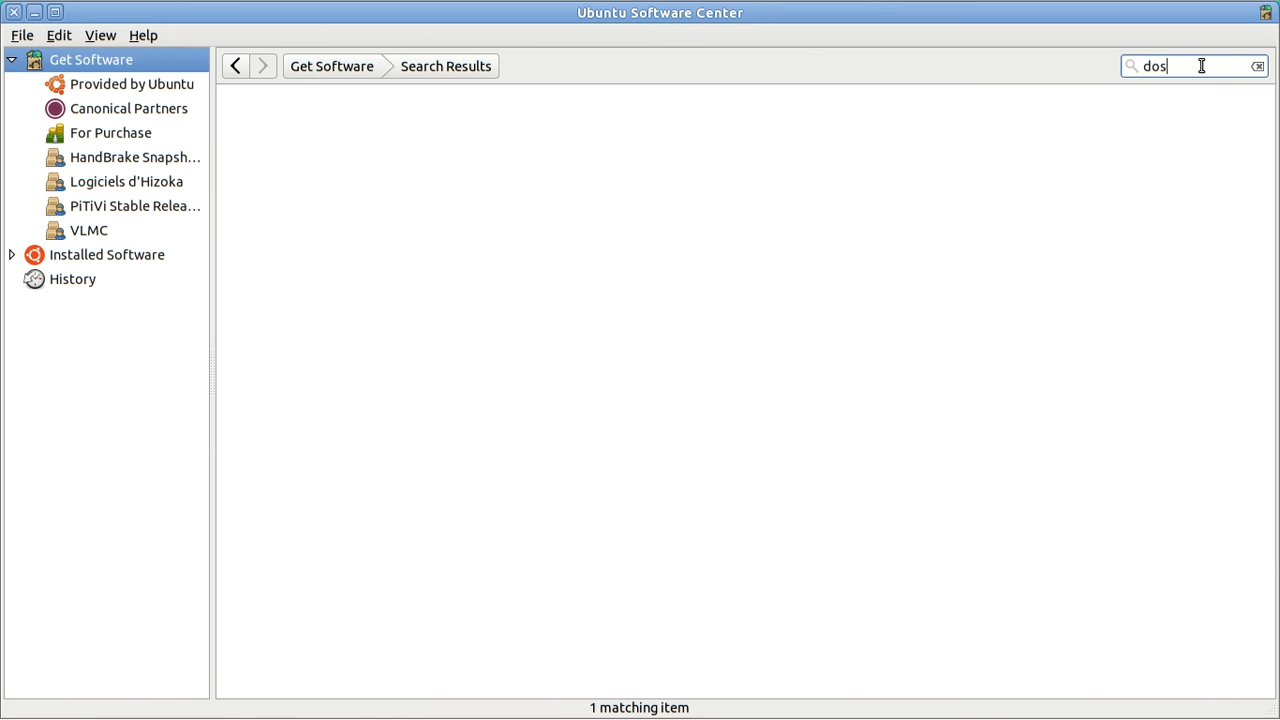 Ubuntu Software Center
File Edit View Help
Get Software
Provided by Ubuntu
Canonical Partners
For Purchase
HandBrake Snapsh...
Logiciels d'Hizoka
PiTiVi Stable Relea...
VLMC
Installed Software
History
Get Software Search Results
dos
1 matching item